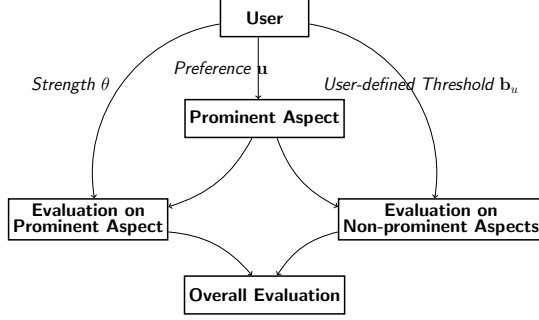 User
Preference u
Strength θ
User-defined Threshold b_u
Prominent Aspect
Evaluation on
Prominent Aspect
Evaluation on
Non-prominent Aspects
Overall Evaluation